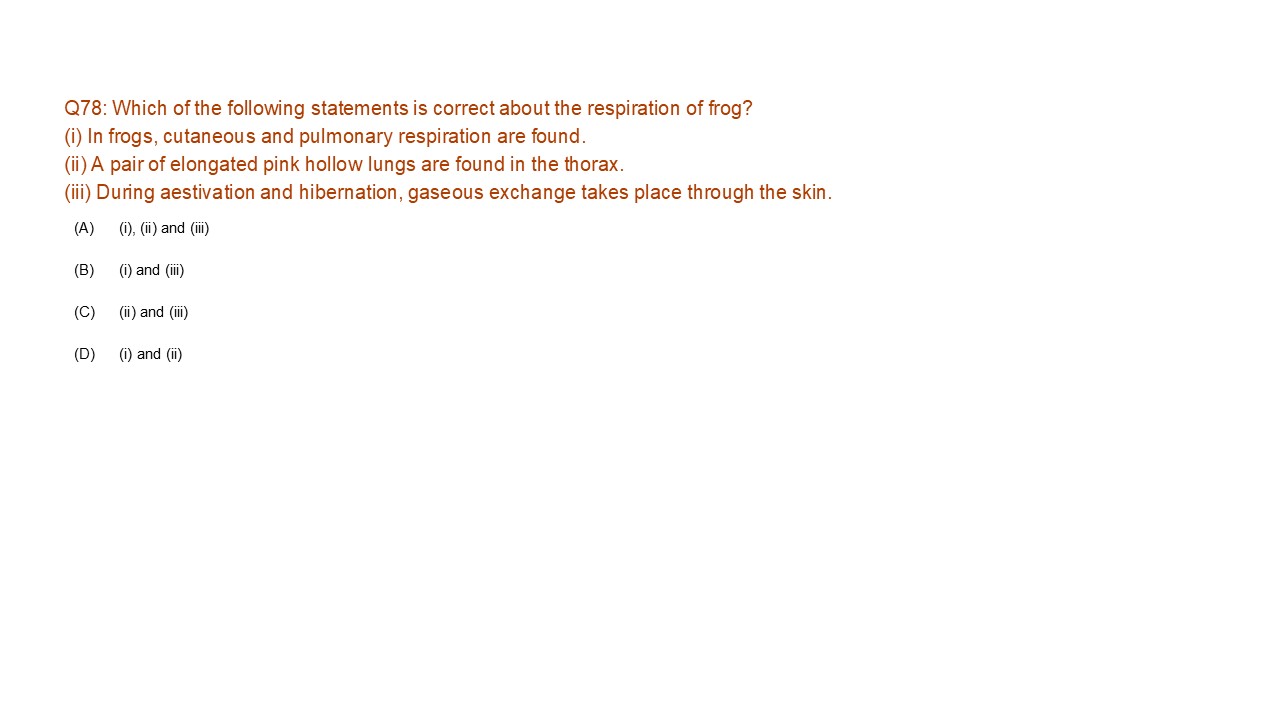 Q78: Which of the following statements is correct about the respiration of frog?
(i) In frogs, cutaneous and pulmonary respiration are found.
(ii) A pair of elongated pink hollow lungs are found in the thorax.
(iii) During aestivation and hibernation, gaseous exchange takes place through the skin.
(A) (i), (ii) and (iii)
(B) (i) and (iii)
(C) (ii) and (iii)
(D) (i) and (ii)